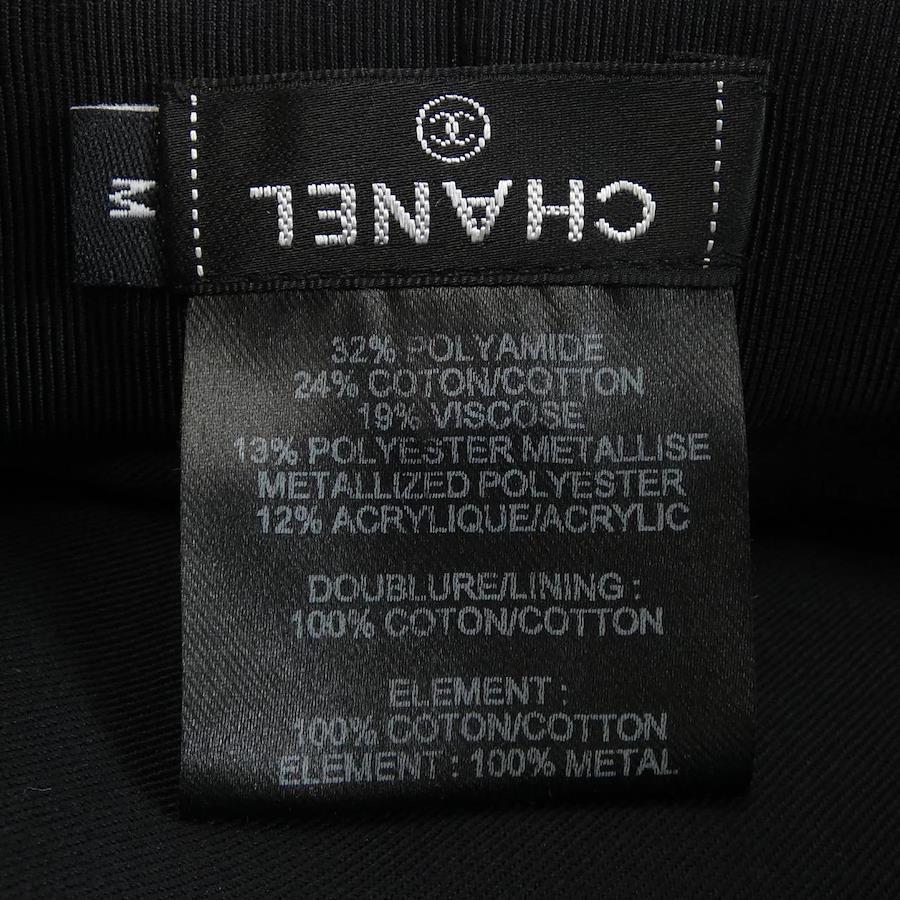 M
CHANEL
32% POLYAMIDE
24% COTON/COTTON
19% VISCOSE
13% POLYESTER METALLISE
METALLIZED POLYESTER
12% ACRYLIQUE/ACRYLIC
DOUBLURE/LINING :
100% COTON/COTTON
ELEMENT :
100% COTON/COTTON
ELEMENT : 100% METAL